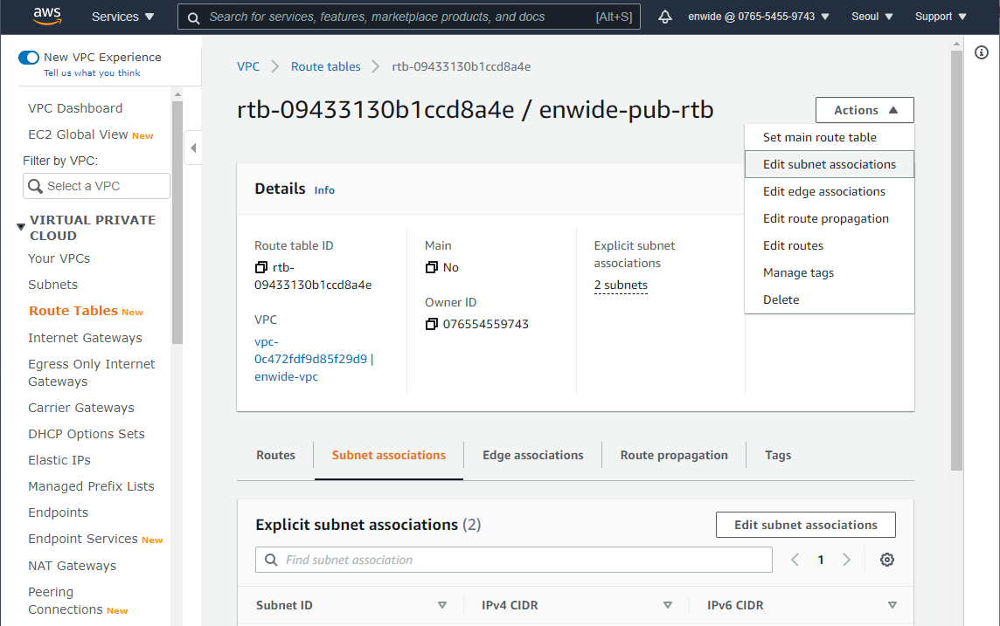 aws Services Search for services, features, marketplace products, and docs [Alt+S] enwide @ 0765-5455-9743 Seoul Support
New VPC Experience
Tell us what you think
VPC Dashboard
EC2 Global View New
Filter by VPC:
Select a VPC
VIRTUAL PRIVATE
CLOUD
Your VPCs
Subnets
Route Tables New
Internet Gateways
Egress Only Internet
Gateways
Carrier Gateways
DHCP Options Sets
Elastic IPs
Managed Prefix Lists
Endpoints
Endpoint Services New
NAT Gateways
Peering
Connections New
VPC Route tables rtb-09433130b1ccd8a4e
rtb-09433130b1ccd8a4e / enwide-pub-rtb
Actions
Set main route table
Edit subnet associations
Edit edge associations
Edit route propagation
Edit routes
Manage tags
Delete
Details Info
Route table ID
rtb-
09433130b1ccd8a4e
VPC
vpc-
0c472fdf9d85f29d9 |
enwide-vpc
Main
No
Owner ID
076554559743
Explicit subnet
associations
2 subnets
Routes Subnet associations Edge associations Route propagation Tags
Explicit subnet associations (2)
Edit subnet associations
Find subnet association
1
Subnet ID IPv4 CIDR IPv6 CIDR